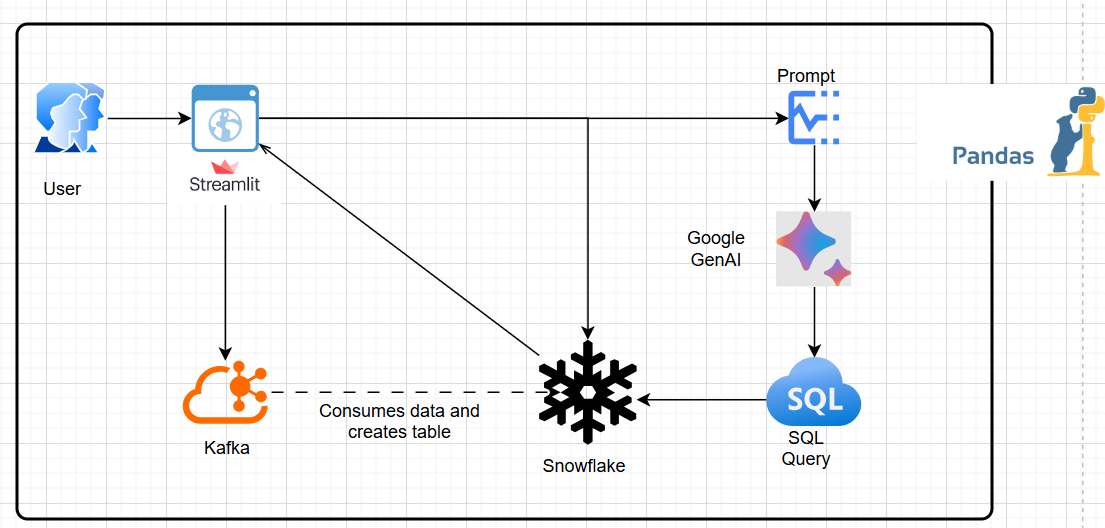 Prompt
Pandas
User
Streamlit
Google
GenAI
SQL
Consumes data and
creates table
Kafka
Snowflake
SQL
Query